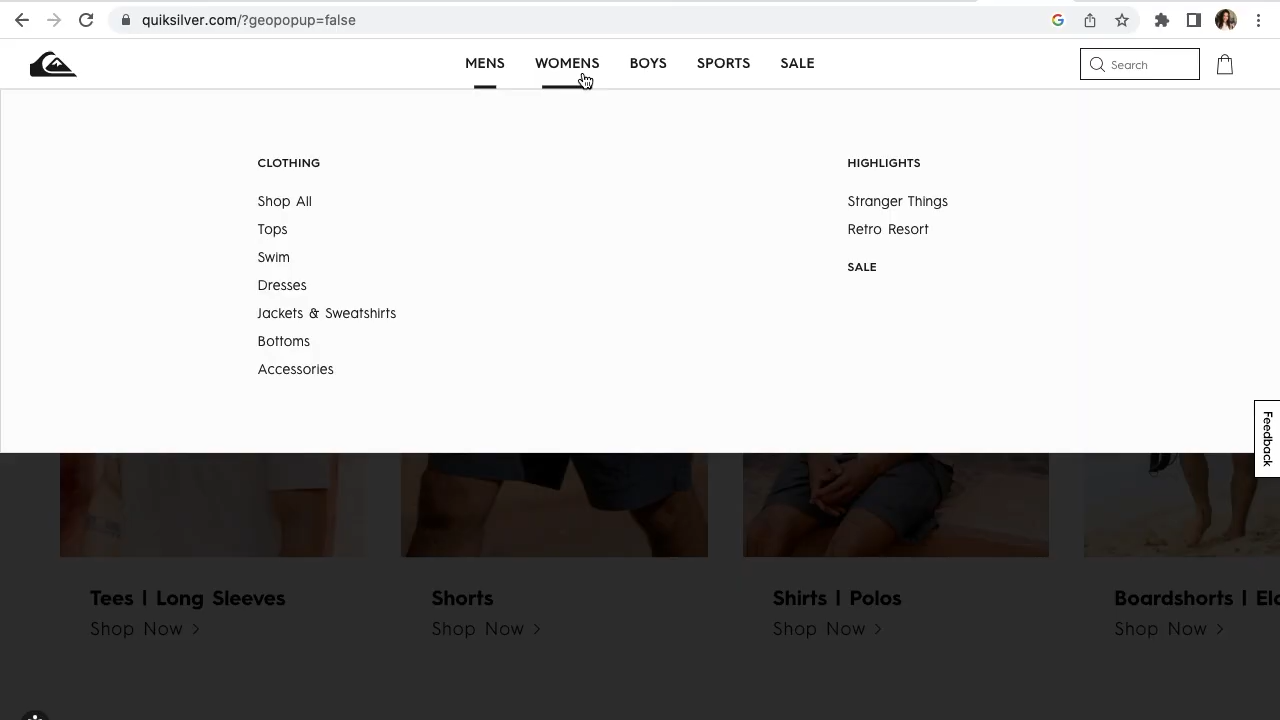 quiksilver.com/?geopopup=false
MENS WOMENS BOYS SPORTS SALE
Search
CLOTHING
Shop All
Tops
Swim
Dresses
Jackets & Sweatshirts
Bottoms
Accessories
HIGHLIGHTS
Stranger Things
Retro Resort
SALE
Feedback
Tees | Long Sleeves
Shop Now >
Shorts
Shop Now >
Shirts | Polos
Shop Now >
Boardshorts |
Shop Now >